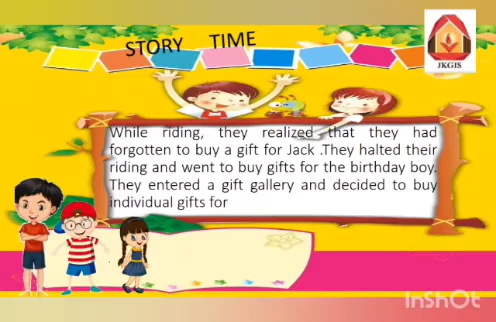 STORY TIME
JKGIS
While riding, they realized that they had
forgotten to buy a gift for Jack .They halted their
riding and went to buy gifts for the birthday boy.
They entered a gift gallery and decided to buy
individual gifts for
InShOt